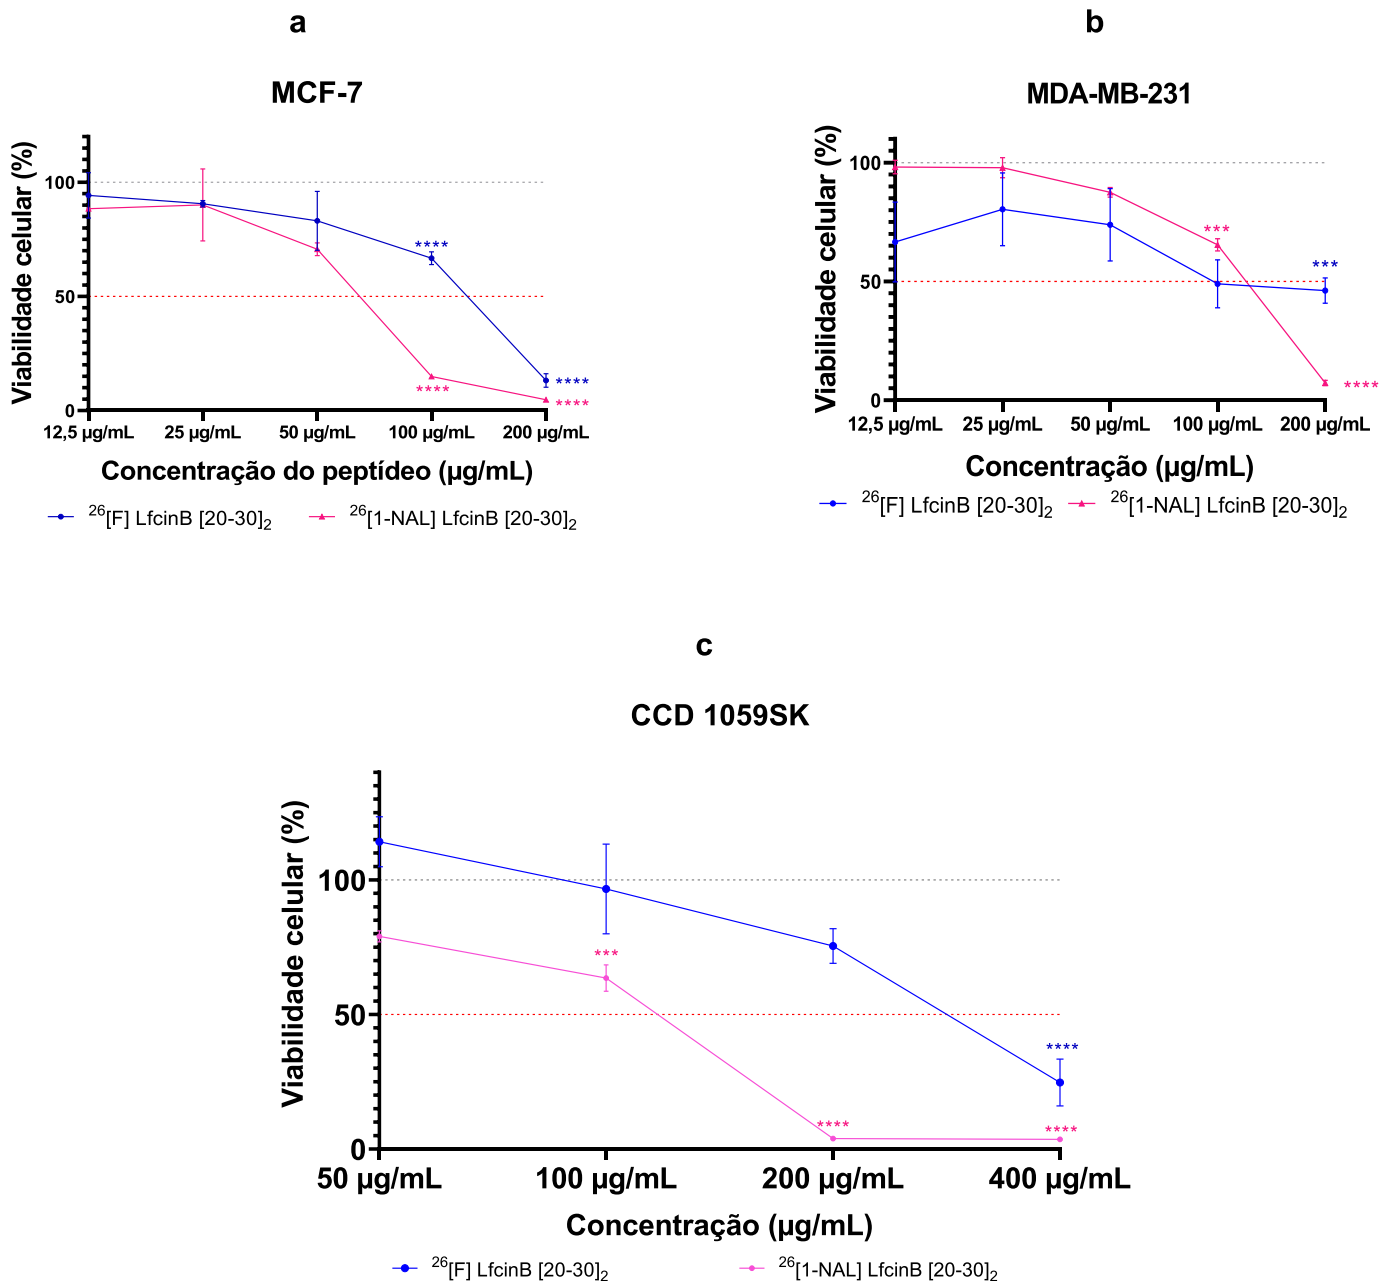 a
MCF-7
Viabilidade celular (%)
100
50
0
****
****
****
****
12,5 µg/mL 25 µg/mL 50 µg/mL 100 µg/mL 200 µg/mL
Concentração do peptídeo (µg/mL)
26[F] LfcinB [20-30]2 26[1-NAL] LfcinB [20-30]2
b
MDA-MB-231
Viabilidade celular (%)
100
50
0
***
***
****
12,5 µg/mL 25 µg/mL 50 µg/mL 100 µg/mL 200 µg/mL
Concentração (µg/mL)
26[F] LfcinB [20-30]2 26[1-NAL] LfcinB [20-30]2
c
CCD 1059SK
Viabilidade celular (%)
100
50
0
***
****
****
****
50 µg/mL 100 µg/mL 200 µg/mL 400 µg/mL
Concentração (µg/mL)
26[F] LfcinB [20-30]2 26[1-NAL] LfcinB [20-30]2